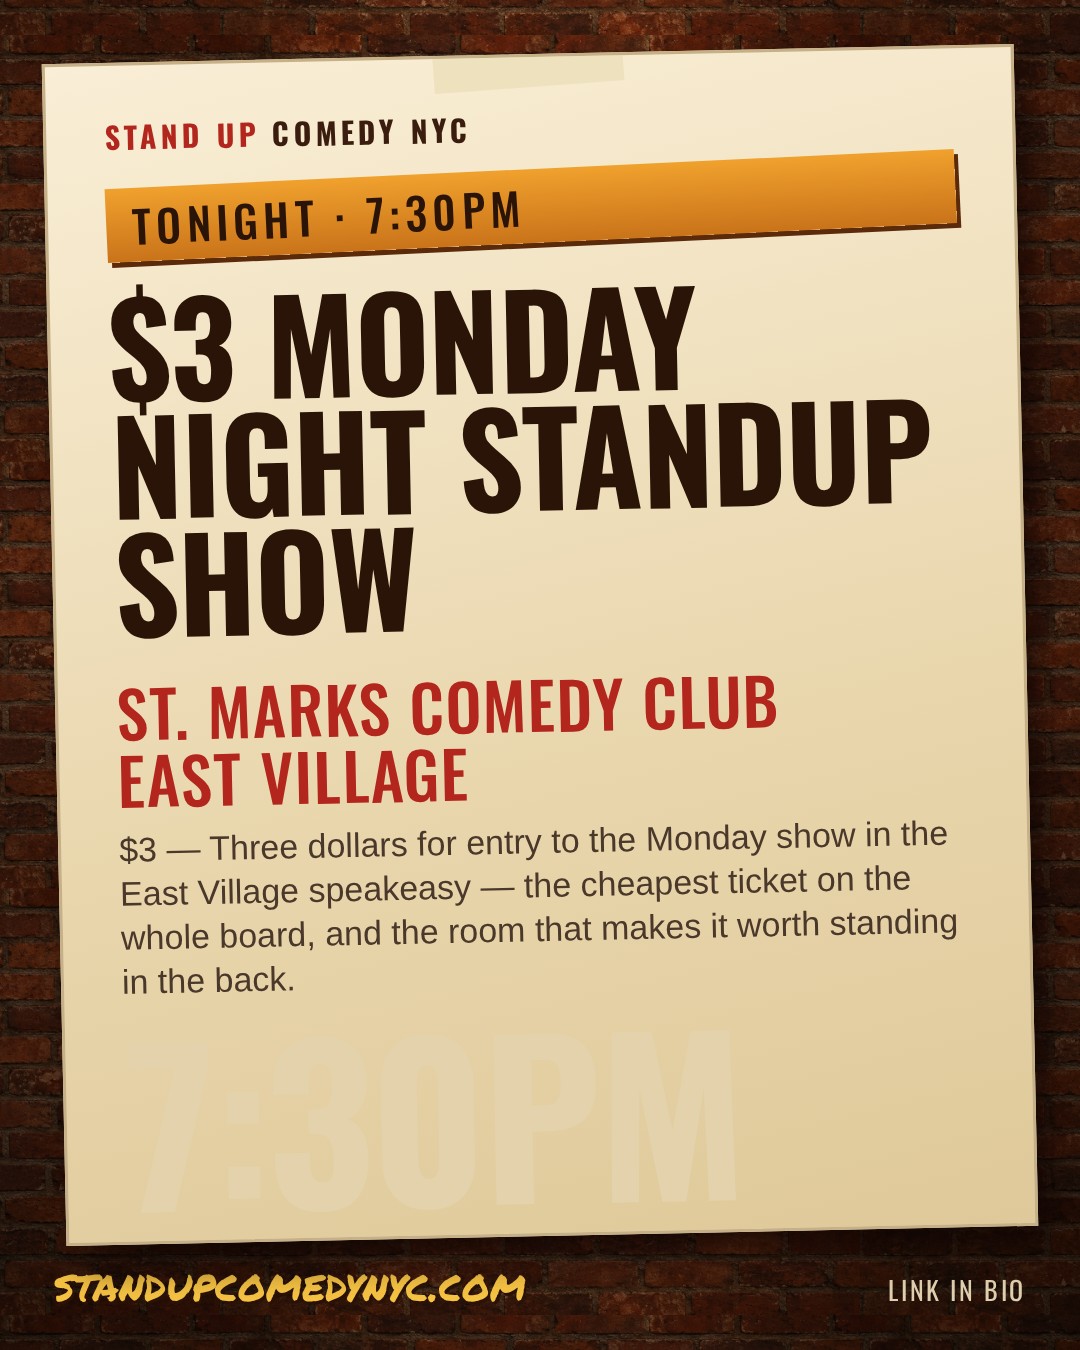 STAND UP COMEDY NYC
TONIGHT · 7:30PM
$3 MONDAY
NIGHT STANDUP
SHOW
ST. MARKS COMEDY CLUB
EAST VILLAGE
$3 — Three dollars for entry to the Monday show in the
East Village speakeasy — the cheapest ticket on the
whole board, and the room that makes it worth standing
in the back.
7:30PM
STANDUPCOMEDYNYC.COM
LINK IN BIO